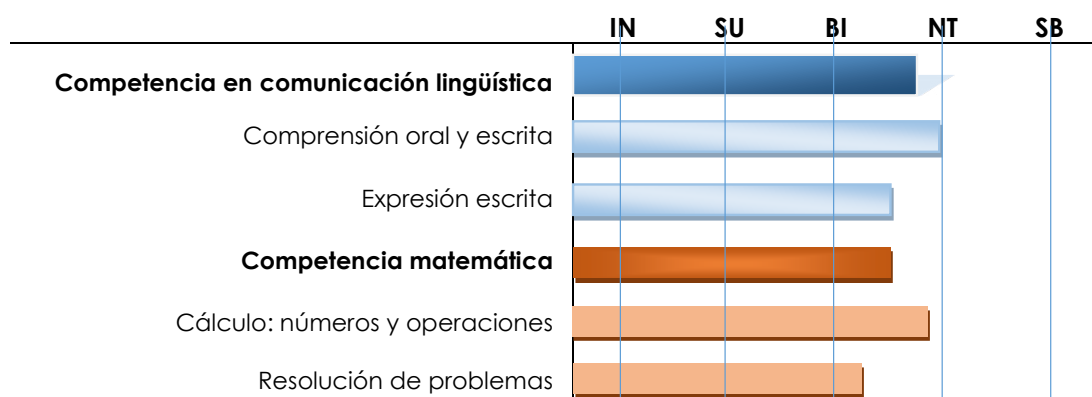 IN SU BI NT SB
Competencia en comunicación lingüística
Comprensión oral y escrita
Expresión escrita
Competencia matemática
Cálculo: números y operaciones
Resolución de problemas